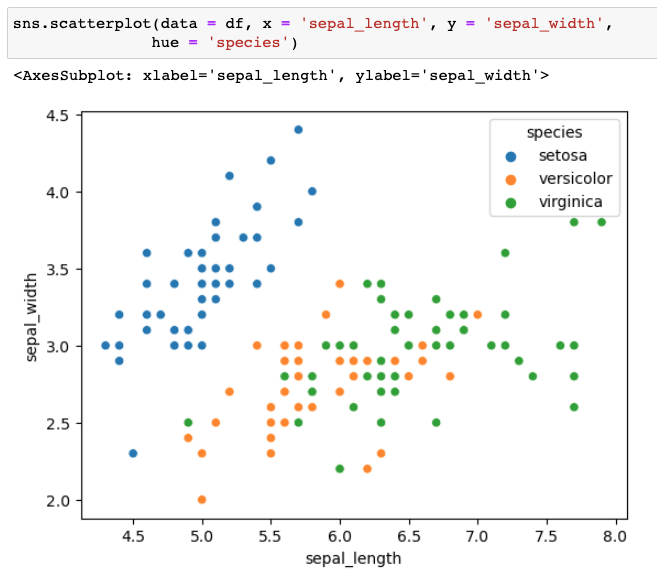 sns.scatterplot(data = df, x = 'sepal_length', y = 'sepal_width',
hue = 'species')
<AxesSubplot: xlabel='sepal_length', ylabel='sepal_width'>
species
setosa
versicolor
virginica
4.5
4.0
3.5
3.0
2.5
2.0
sepal_width
4.5 5.0 5.5 6.0 6.5 7.0 7.5 8.0
sepal_length